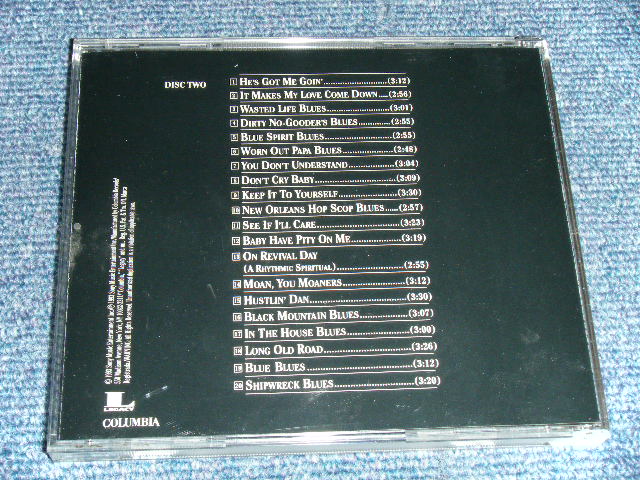 DISC TWO
1 HE'S GOT ME GOIN'..................(3:12)
2 IT MAKES MY LOVE COME DOWN....(2:56)
3 WASTED LIFE BLUES..................(3:01)
4 DIRTY NO-GOODER'S BLUES..........(2:55)
5 BLUE SPIRIT BLUES..................(2:55)
6 WORN OUT PAPA BLUES..............(2:48)
7 YOU DON'T UNDERSTAND............(3:04)
8 DON'T CRY BABY....................(3:09)
9 KEEP IT TO YOURSELF..............(3:30)
10 NEW ORLEANS HOP SCOP BLUES....(2:57)
11 SEE IF I'LL CARE....................(3:23)
12 BABY HAVE PITY ON ME............(3:19)
13 ON REVIVAL DAY
(A RHYTHMIC SPIRITUAL)..............(2:55)
14 MOAN, YOU MOANERS..............(3:12)
15 HUSTLIN' DAN......................(3:30)
16 BLACK MOUNTAIN BLUES............(3:07)
17 IN THE HOUSE BLUES..............(3:00)
18 LONG OLD ROAD....................(3:26)
19 BLUE BLUES........................(3:12)
20 SHIPWRECK BLUES..................(3:20)
L
LEGACY
COLUMBIA